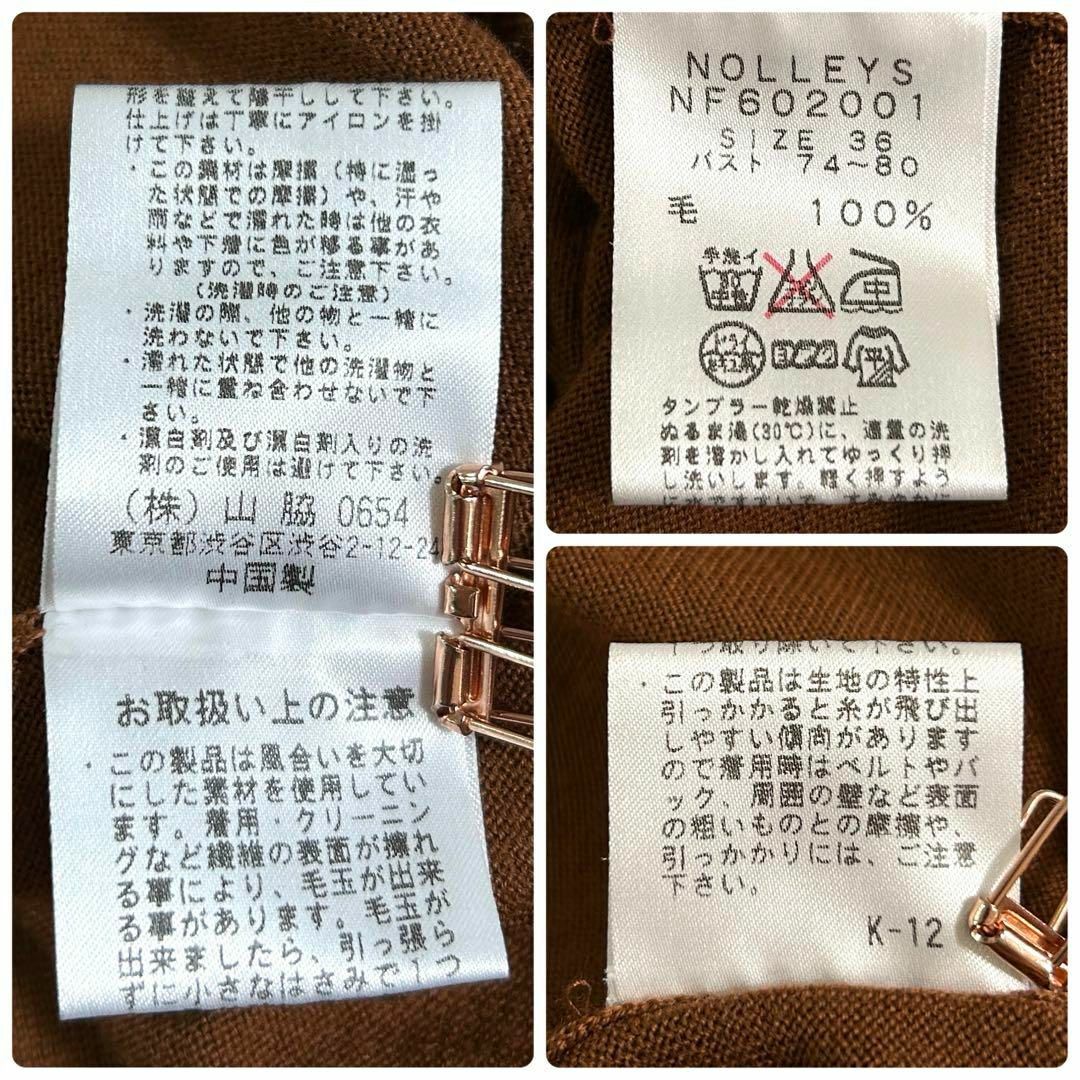 形を整えて陰干しして下さい。
仕上げは丁寧にアイロンを掛
けて下さい。
・この素材は摩擦（特に湿っ
た状態での摩擦）や、汗や
雨などで濡れた時は他の衣
料や下着に色が移る事があ
りますので、ご注意下さい。
（洗濯時のご注意）
・洗濯の際、他の物と一緒に
洗わないで下さい。
・濡れた状態で他の洗濯物と
一緒に重ね合わせないで下
さい。
・漂白剤及び漂白剤入りの洗
剤のご使用は避けて下さい。
（株）山 脇 0654
東京都渋谷区渋谷2-12-24
中国製
お取扱い上の注意
・この製品は風合いを大切
にした素材を使用してい
ます。着用・クリーニン
グなど繊維の表面が擦れ
る事により、毛玉が出来
る事があります。毛玉が
出来ましたら、引っ張ら
ずに小さなはさみで1つ
NOLLEYS
NF602001
SIZE 36
バスト 74～80
毛 100%
手洗イ
30
中性
中
ドライ
セキユ系
ヨワク
平
タンブラー乾燥禁止
ぬるま湯(30℃)に、適量の洗
剤を溶かし入れてゆっくり押
し洗いします。軽く押すよう
1つ取り除いて下さい。
・この製品は生地の特性上
引っかかると糸が飛び出
しやすい傾向があります
ので着用時はベルトやバ
ック、周囲の壁など表面
の粗いものとの摩擦や、
引っかかりには、ご注意
下さい。
K-12